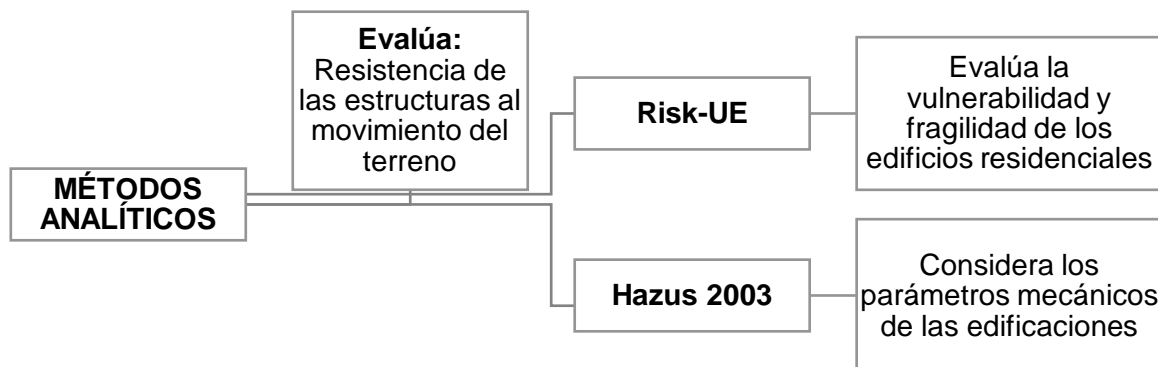 MÉTODOS
ANALÍTICOS
Evalúa:
Resistencia de
las estructuras al
movimiento del
terreno
Risk-UE
Evalúa la
vulnerabilidad y
fragilidad de los
edificios residenciales
Hazus 2003
Considera los
parámetros mecánicos
de las edificaciones